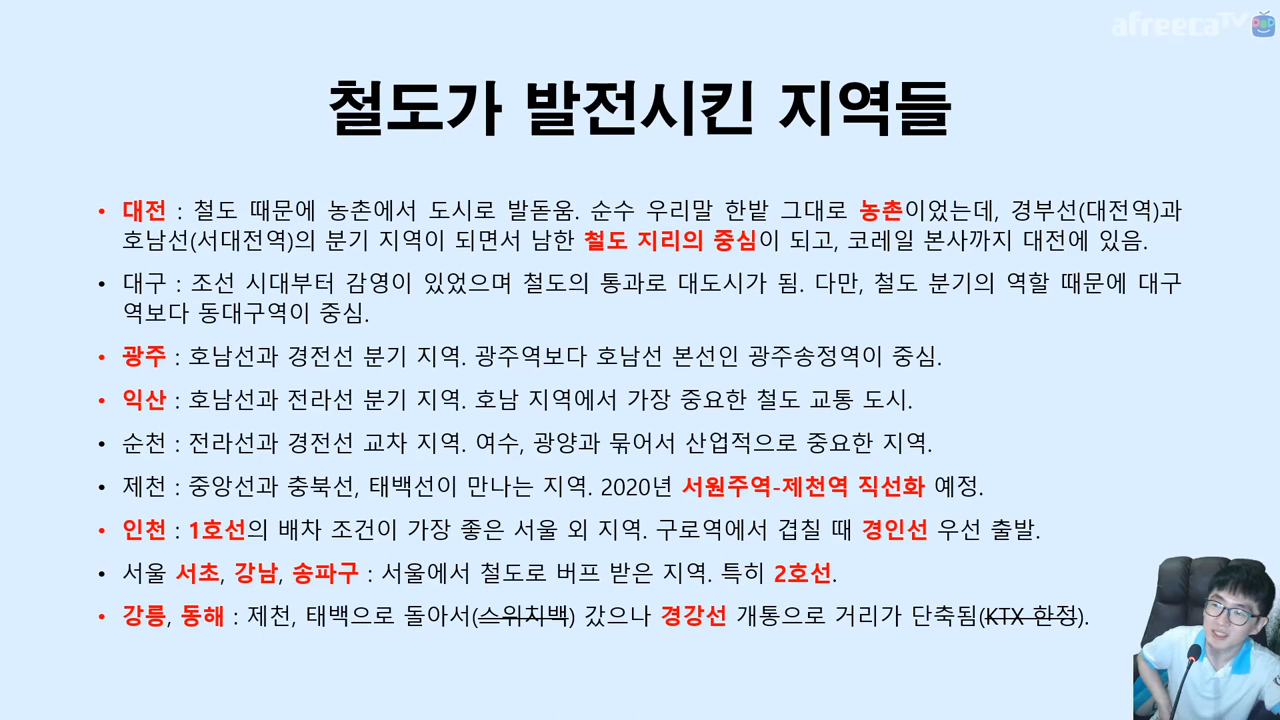 afreecaTV
철도가 발전시킨 지역들
• 대전 : 철도 때문에 농촌에서 도시로 발돋움. 순수 우리말 한밭 그대로 농촌이었는데, 경부선(대전역)과
호남선(서대전역)의 분기 지역이 되면서 남한 철도 지리의 중심이 되고, 코레일 본사까지 대전에 있음.
• 대구 : 조선 시대부터 감영이 있었으며 철도의 통과로 대도시가 됨. 다만, 철도 분기의 역할 때문에 대구
역보다 동대구역이 중심.
• 광주 : 호남선과 경전선 분기 지역. 광주역보다 호남선 본선인 광주송정역이 중심.
• 익산 : 호남선과 전라선 분기 지역. 호남 지역에서 가장 중요한 철도 교통 도시.
• 순천 : 전라선과 경전선 교차 지역. 여수, 광양과 묶어서 산업적으로 중요한 지역.
• 제천 : 중앙선과 충북선, 태백선이 만나는 지역. 2020년 서원주역-제천역 직선화 예정.
• 인천 : 1호선의 배차 조건이 가장 좋은 서울 외 지역. 구로역에서 겹칠 때 경인선 우선 출발.
• 서울 서초, 강남, 송파구 : 서울에서 철도로 버프 받은 지역. 특히 2호선.
• 강릉, 동해 : 제천, 태백으로 돌아서(스위치백) 갔으나 경강선 개통으로 거리가 단축됨(KTX 한정).